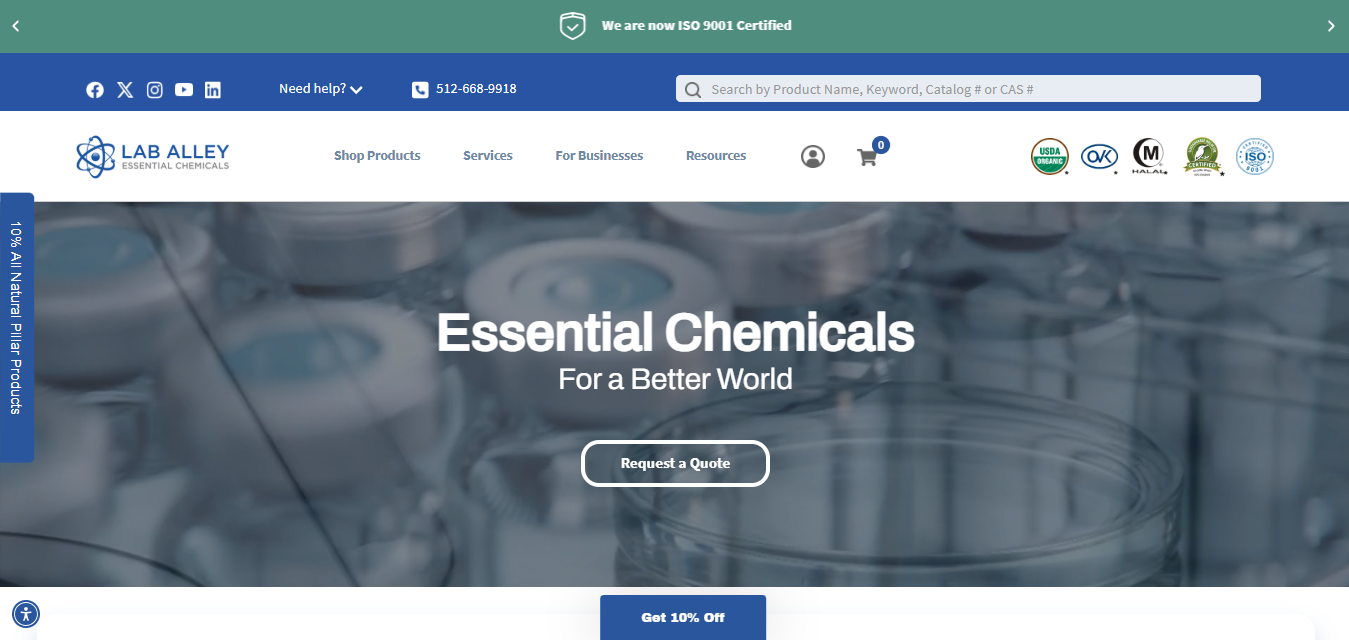 We are now ISO 9001 Certified
Need help?
512-668-9918
Search by Product Name, Keyword, Catalog # or CAS #
LAB ALLEY
ESSENTIAL CHEMICALS
Shop Products
Services
For Businesses
Resources
0
USDA
ORGANIC
OK
M
HALAL
CERTIFIED
CERTIFIED
ISO
9001
10% All Natural Pillar Products
Essential Chemicals
For a Better World
Request a Quote
Get 10% Off